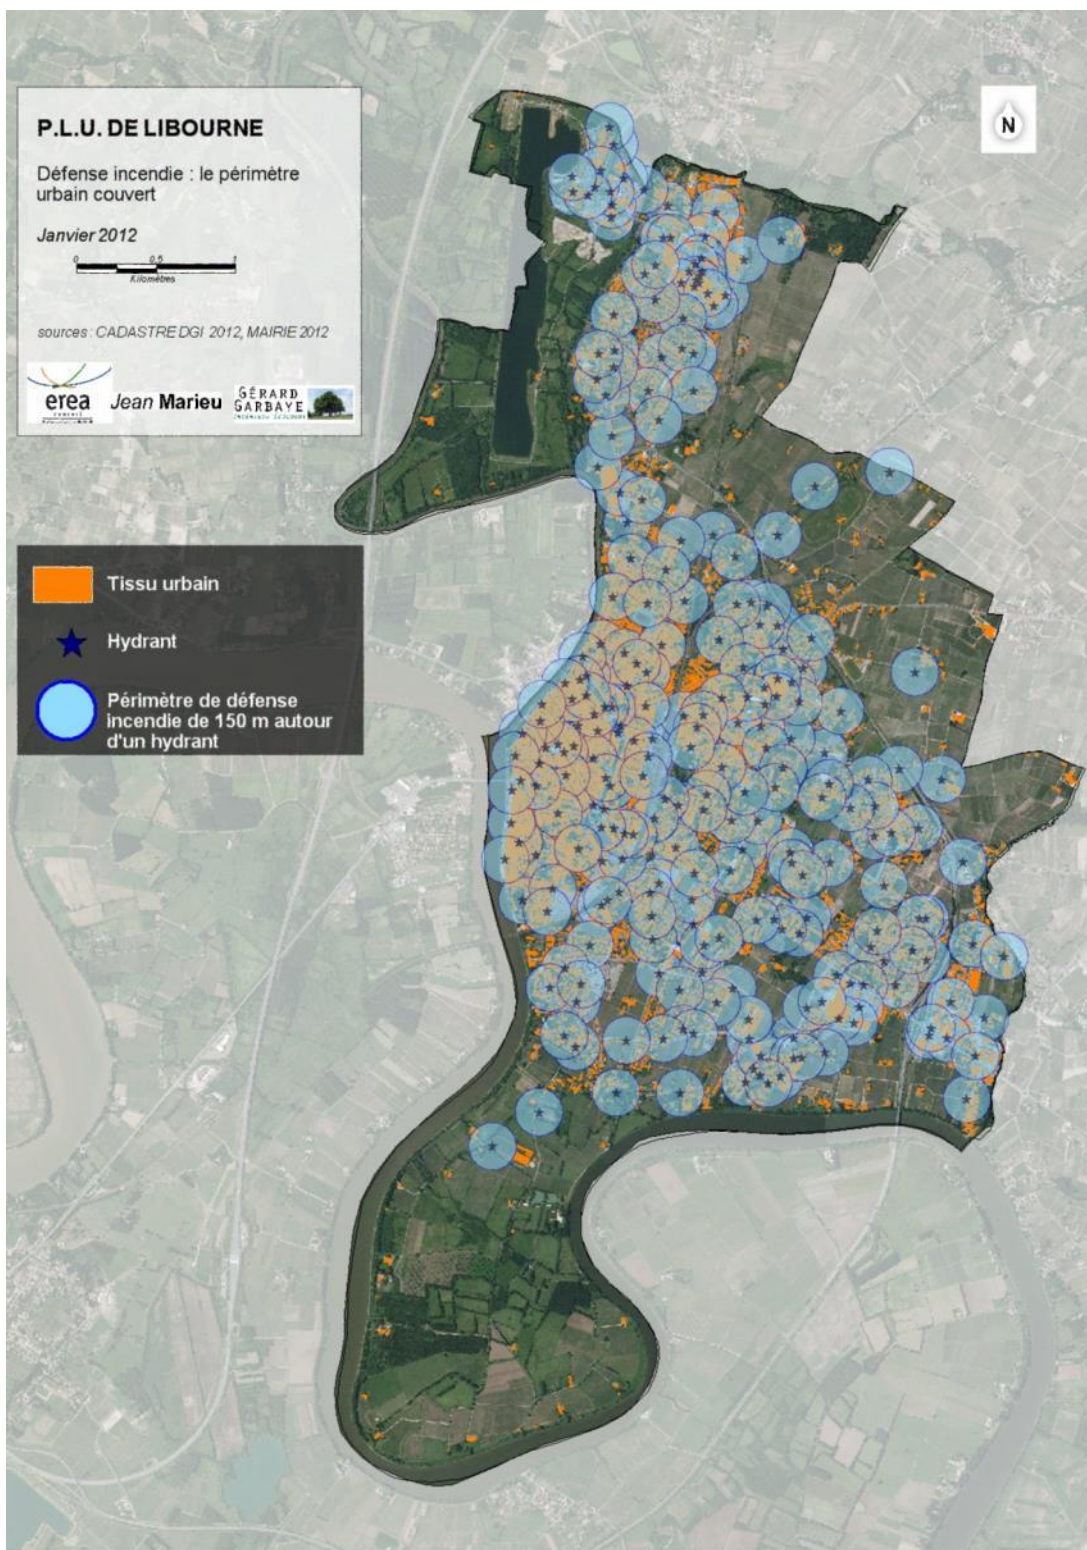 P.L.U. DE LIBOURNE
Défense incendie : le périmètre
urbain couvert
Janvier 2012
0 0,5 1
Kilomètres
sources : CADASTRE DGI 2012, MAIRIE 2012
erea
conseil
Jean Marieu
GÉRARD
GARBAYE
N
Tissu urbain
Hydrant
Périmètre de défense
incendie de 150 m autour
d'un hydrant